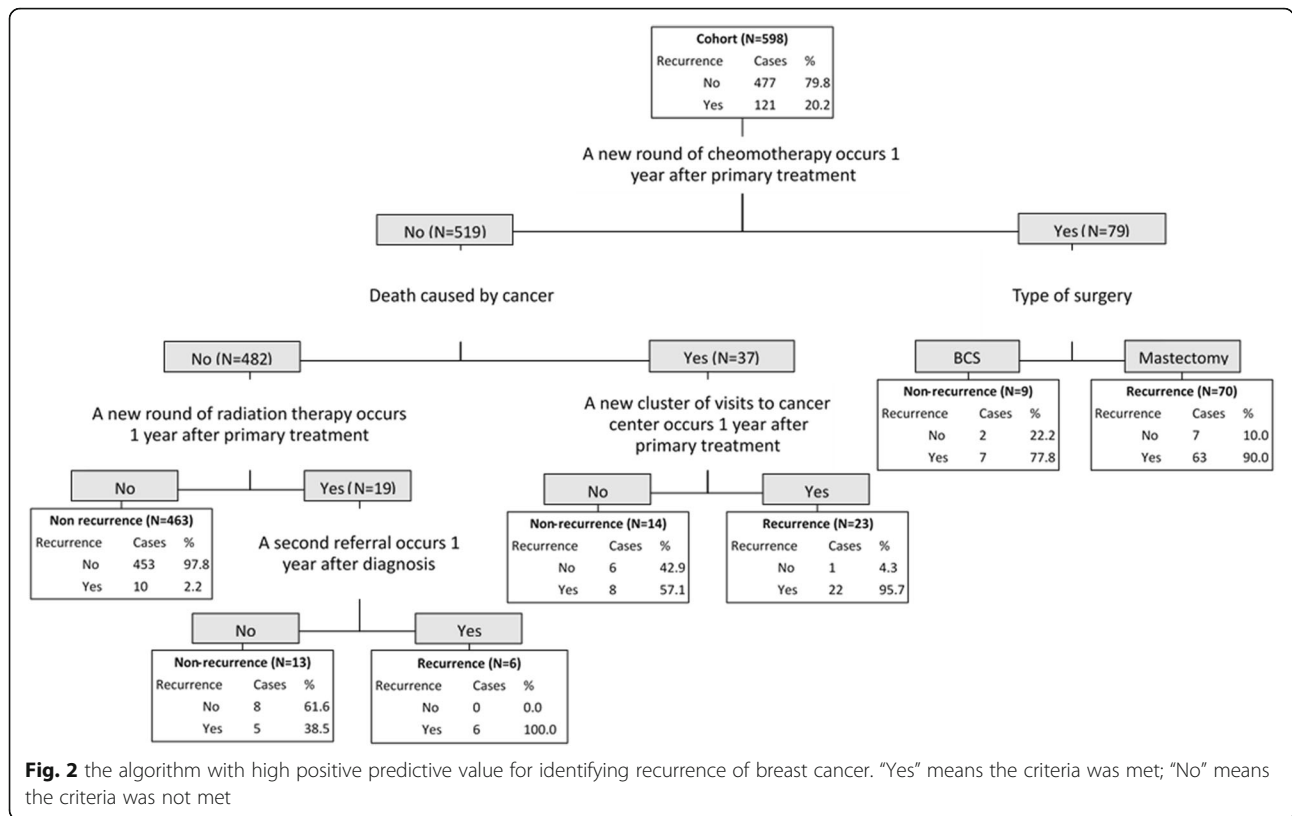 Cohort (N=598)
Recurrence Cases %
No 477 79.8
Yes 121 20.2
A new round of cheomotherapy occurs 1
year after primary treatment
No (N=519)
Yes (N=79)
Death caused by cancer
Type of surgery
No (N=482)
Yes (N=37)
BCS
Mastectomy
Non-recurrence (N=9)
Recurrence Cases %
No 2 22.2
Yes 7 77.8
Recurrence (N=70)
Recurrence Cases %
No 7 10.0
Yes 63 90.0
A new round of radiation therapy occurs
1 year after primary treatment
A new cluster of visits to cancer
center occurs 1 year after
primary treatment
No
Yes (N=19)
No
Yes
Non recurrence (N=463)
Recurrence Cases %
No 453 97.8
Yes 10 2.2
A second referral occurs 1
year after diagnosis
Non-recurrence (N=14)
Recurrence Cases %
No 6 42.9
Yes 8 57.1
Recurrence (N=23)
Recurrence Cases %
No 1 4.3
Yes 22 95.7
No
Yes
Non-recurrence (N=13)
Recurrence Cases %
No 8 61.6
Yes 5 38.5
Recurrence (N=6)
Recurrence Cases %
No 0 0.0
Yes 6 100.0
Fig. 2 the algorithm with high positive predictive value for identifying recurrence of breast cancer. “Yes” means the criteria was met; “No” means
the criteria was not met